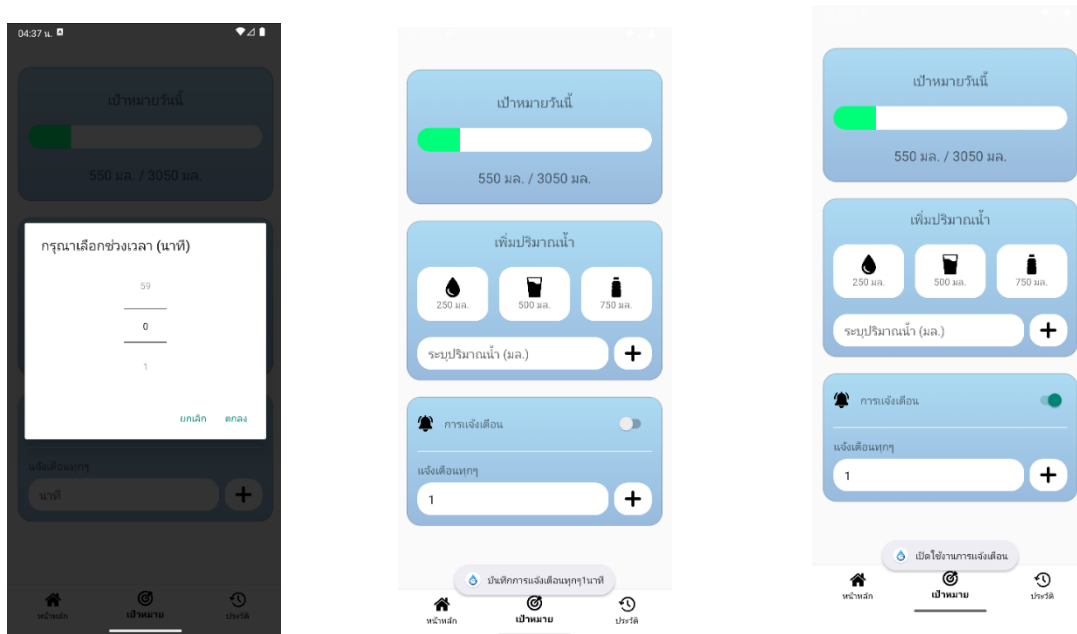 04:37 น.
เป้าหมายวันนี้
550 มล. / 3050 มล.
กรุณาเลือกช่วงเวลา (นาที)
59
0
1
ยกเลิก ตกลง
แจ้งเตือนทุกๆ
นาที
หน้าหลัก เป้าหมาย ประวัติ
เป้าหมายวันนี้
550 มล. / 3050 มล.
เพิ่มปริมาณน้ำ
250 มล. 500 มล. 750 มล.
ระบุปริมาณน้ำ (มล.)
การแจ้งเตือน
แจ้งเตือนทุกๆ
1
บันทึกการแจ้งเตือนทุกๆ1นาที
หน้าหลัก เป้าหมาย ประวัติ
เป้าหมายวันนี้
550 มล. / 3050 มล.
เพิ่มปริมาณน้ำ
250 มล. 500 มล. 750 มล.
ระบุปริมาณน้ำ (มล.)
การแจ้งเตือน
แจ้งเตือนทุกๆ
1
เปิดใช้งานการแจ้งเตือน
หน้าหลัก เป้าหมาย ประวัติ